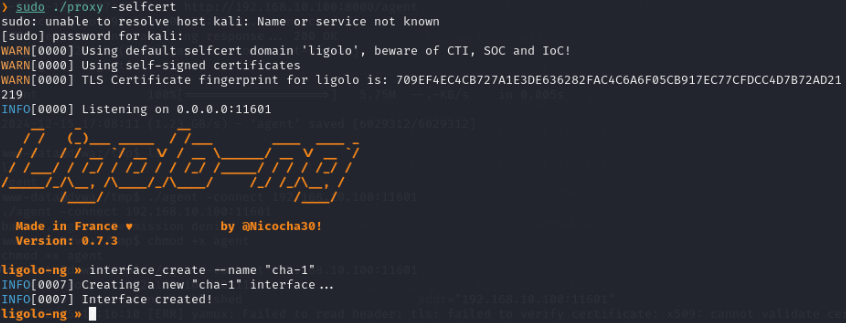 ❯ sudo ./proxy -selfcert
sudo: unable to resolve host kali: Name or service not known
[sudo] password for kali:
WARN[0000] Using default selfcert domain 'ligolo', beware of CTI, SOC and IoC!
WARN[0000] Using self-signed certificates
WARN[0000] TLS Certificate fingerprint for ligolo is: 709EF4EC4CB727A1E3DE636282FAC4C6A6F05CB917EC77CFDCC4D7B72AD21
219
INFO[0000] Listening on 0.0.0.0:11601
Ligolo-ng
Made in France ♥ by @Nicocha30!
Version: 0.7.3
ligolo-ng » interface_create --name "cha-1"
INFO[0007] Creating a new "cha-1" interface...
INFO[0007] Interface created!
ligolo-ng »